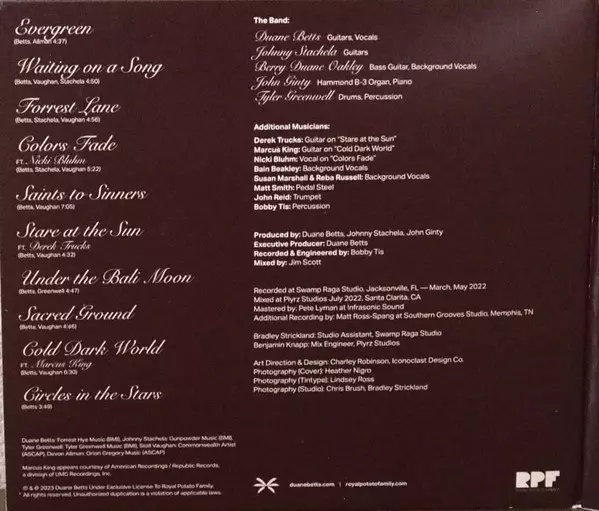 Evergreen
(Betts, Allman 4:37)
Waiting on a Song
(Betts, Vaughan, Stachela 4:50)
Forrest Lane
(Betts, Stachela, Vaughan 4:56)
Colors Fade
FT. Nicki Bluhm
(Betts, Stachela, Vaughan 5:22)
Saints to Sinners
(Betts, Vaughan 7:05)
Stare at the Sun
FT. Derek Trucks
(Betts, Vaughan 4:32)
Under the Bali Moon
(Betts, Greenwell 4:47)
Sacred Ground
(Betts, Vaughan 4:46)
Cold Dark World
FT. Marcus King
(Betts, Vaughan 6:30)
Circles in the Stars
(Betts 3:49)
Duane Betts: Forrest Hye Music (BMI), Johnny Stachela: Gunpowder Music (BMI),
Tyler Greenwell: Tyler Greenwell Music (BMI), Stoll Vaughan: Commonwealth Artist
(ASCAP), Devon Allman: Orion Gregory Music (ASCAP)
Marcus King appears courtesy of American Recordings / Republic Records,
a division of UMG Recordings, Inc.
© & ® 2023 Duane Betts Under Exclusive License To Royal Potato Family.
* All rights reserved. Unauthorized duplication is a violation of applicable laws.
The Band:
Duane Betts Guitars, Vocals
Johnny Stachela Guitars
Berry Duane Oakley Bass Guitar, Background Vocals
John Ginty Hammond B-3 Organ, Piano
Tyler Greenwell Drums, Percussion
Additional Musicians:
Derek Trucks: Guitar on "Stare at the Sun"
Marcus King: Guitar on "Cold Dark World"
Nicki Bluhm: Vocal on "Colors Fade"
Bain Beakley: Background Vocals
Susan Marshall & Reba Russell: Background Vocals
Matt Smith: Pedal Steel
John Reid: Trumpet
Bobby Tis: Percussion
Produced by: Duane Betts, Johnny Stachela, John Ginty
Executive Producer: Duane Betts
Recorded & Engineered by: Bobby Tis
Mixed by: Jim Scott
Recorded at Swamp Raga Studio, Jacksonville, FL — March, May 2022
Mixed at Plyrz Studios July 2022, Santa Clarita, CA
Mastered by: Pete Lyman at Infrasonic Sound
Additional Recording by: Matt Ross-Spang at Southern Grooves Studio, Memphis, TN
Bradley Strickland: Studio Assistant, Swamp Raga Studio
Benjamin Knapp: Mix Engineer, Plyrz Studios
Art Direction & Design: Charley Robinson, Iconoclast Design Co.
Photography (Cover): Heather Nigro
Photography (Tintype): Lindsey Ross
Photography (Studio): Chris Brush, Bradley Strickland
duanebetts.com | royalpotatofamily.com
RPF